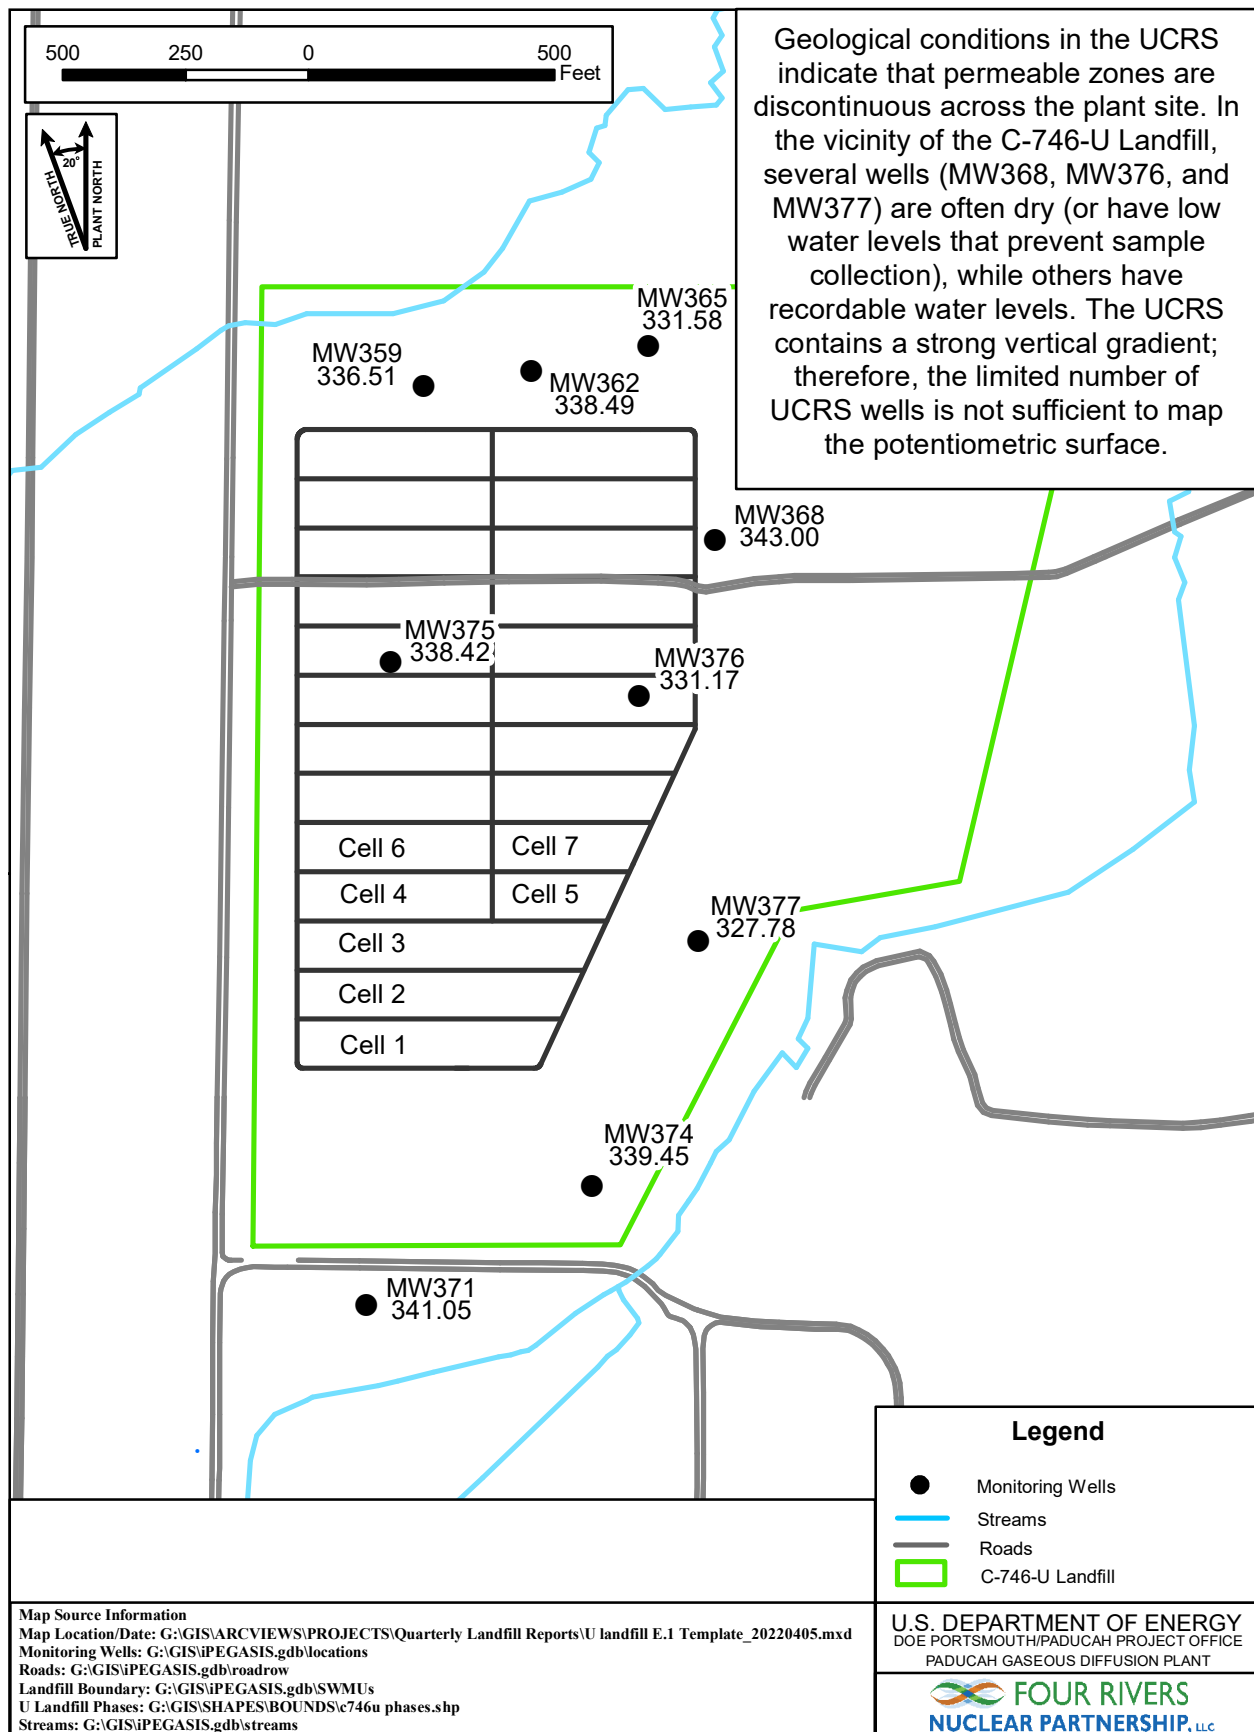 500 250 0 500
Feet
20°
TRUE NORTH
PLANT NORTH
Geological conditions in the UCRS
indicate that permeable zones are
discontinuous across the plant site. In
the vicinity of the C-746-U Landfill,
several wells (MW368, MW376, and
MW377) are often dry (or have low
water levels that prevent sample
collection), while others have
recordable water levels. The UCRS
contains a strong vertical gradient;
therefore, the limited number of
UCRS wells is not sufficient to map
the potentiometric surface.
MW365
331.58
MW359
336.51
MW362
338.49
MW368
343.00
MW375
338.42
MW376
331.17
Cell 6
Cell 7
Cell 4
Cell 5
Cell 3
Cell 2
Cell 1
MW377
327.78
MW374
339.45
MW371
341.05
Legend
Monitoring Wells
Streams
Roads
C-746-U Landfill
Map Source Information
Map Location/Date: G:\GIS\ARCVIEWS\PROJECTS\Quarterly Landfill Reports\U landfill E.1 Template_20220405.mxd
Monitoring Wells: G:\GIS\iPEGASIS.gdb\locations
Roads: G:\GIS\iPEGASIS.gdb\roadrow
Landfill Boundary: G:\GIS\iPEGASIS.gdb\SWMUs
U Landfill Phases: G:\GIS\SHAPES\BOUNDS\c746u phases.shp
Streams: G:\GIS\iPEGASIS.gdb\streams
U.S. DEPARTMENT OF ENERGY
DOE PORTSMOUTH/PADUCAH PROJECT OFFICE
PADUCAH GASEOUS DIFFUSION PLANT
FOUR RIVERS
NUCLEAR PARTNERSHIP, LLC